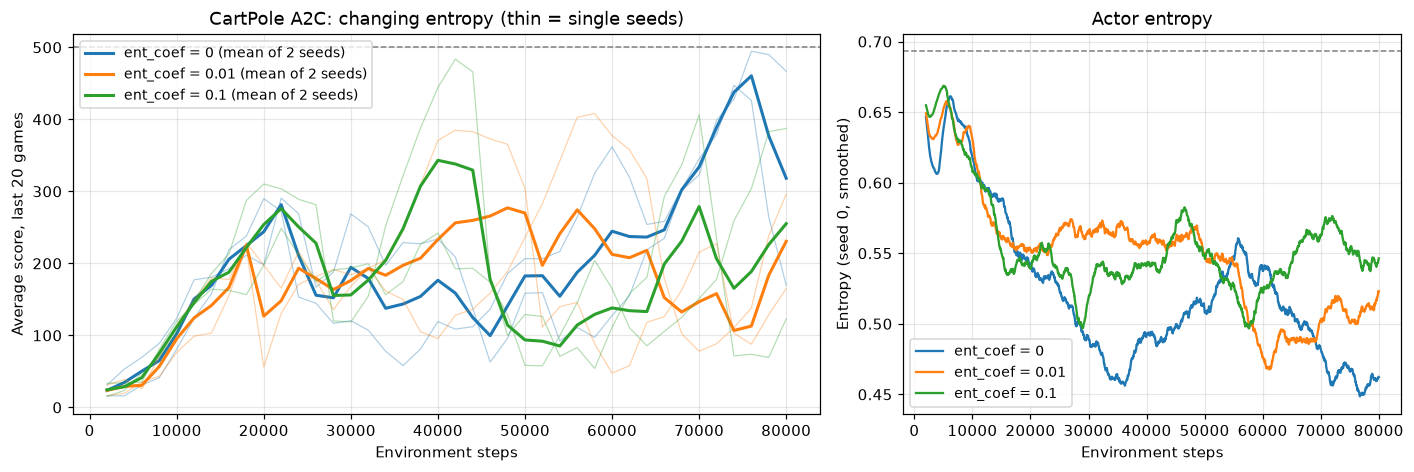 CartPole A2C: changing entropy (thin = single seeds)
500
400
300
200
100
0
Average score, last 20 games
ent_coef = 0 (mean of 2 seeds)
ent_coef = 0.01 (mean of 2 seeds)
ent_coef = 0.1 (mean of 2 seeds)
0 10000 20000 30000 40000 50000 60000 70000 80000
Environment steps
Actor entropy
0.70
0.65
0.60
0.55
0.50
0.45
Entropy (seed 0, smoothed)
ent_coef = 0
ent_coef = 0.01
ent_coef = 0.1
0 10000 20000 30000 40000 50000 60000 70000 80000
Environment steps